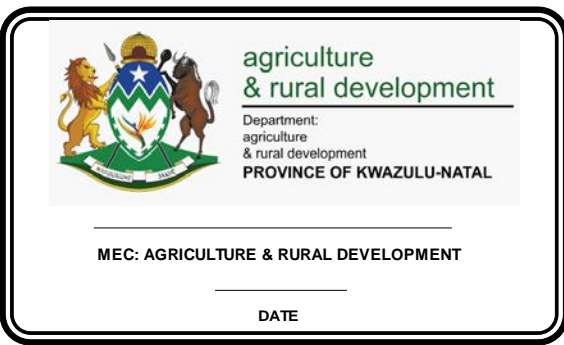 agriculture
& rural development
Department:
agriculture
& rural development
PROVINCE OF KWAZULU-NATAL
MEC: AGRICULTURE & RURAL DEVELOPMENT
DATE